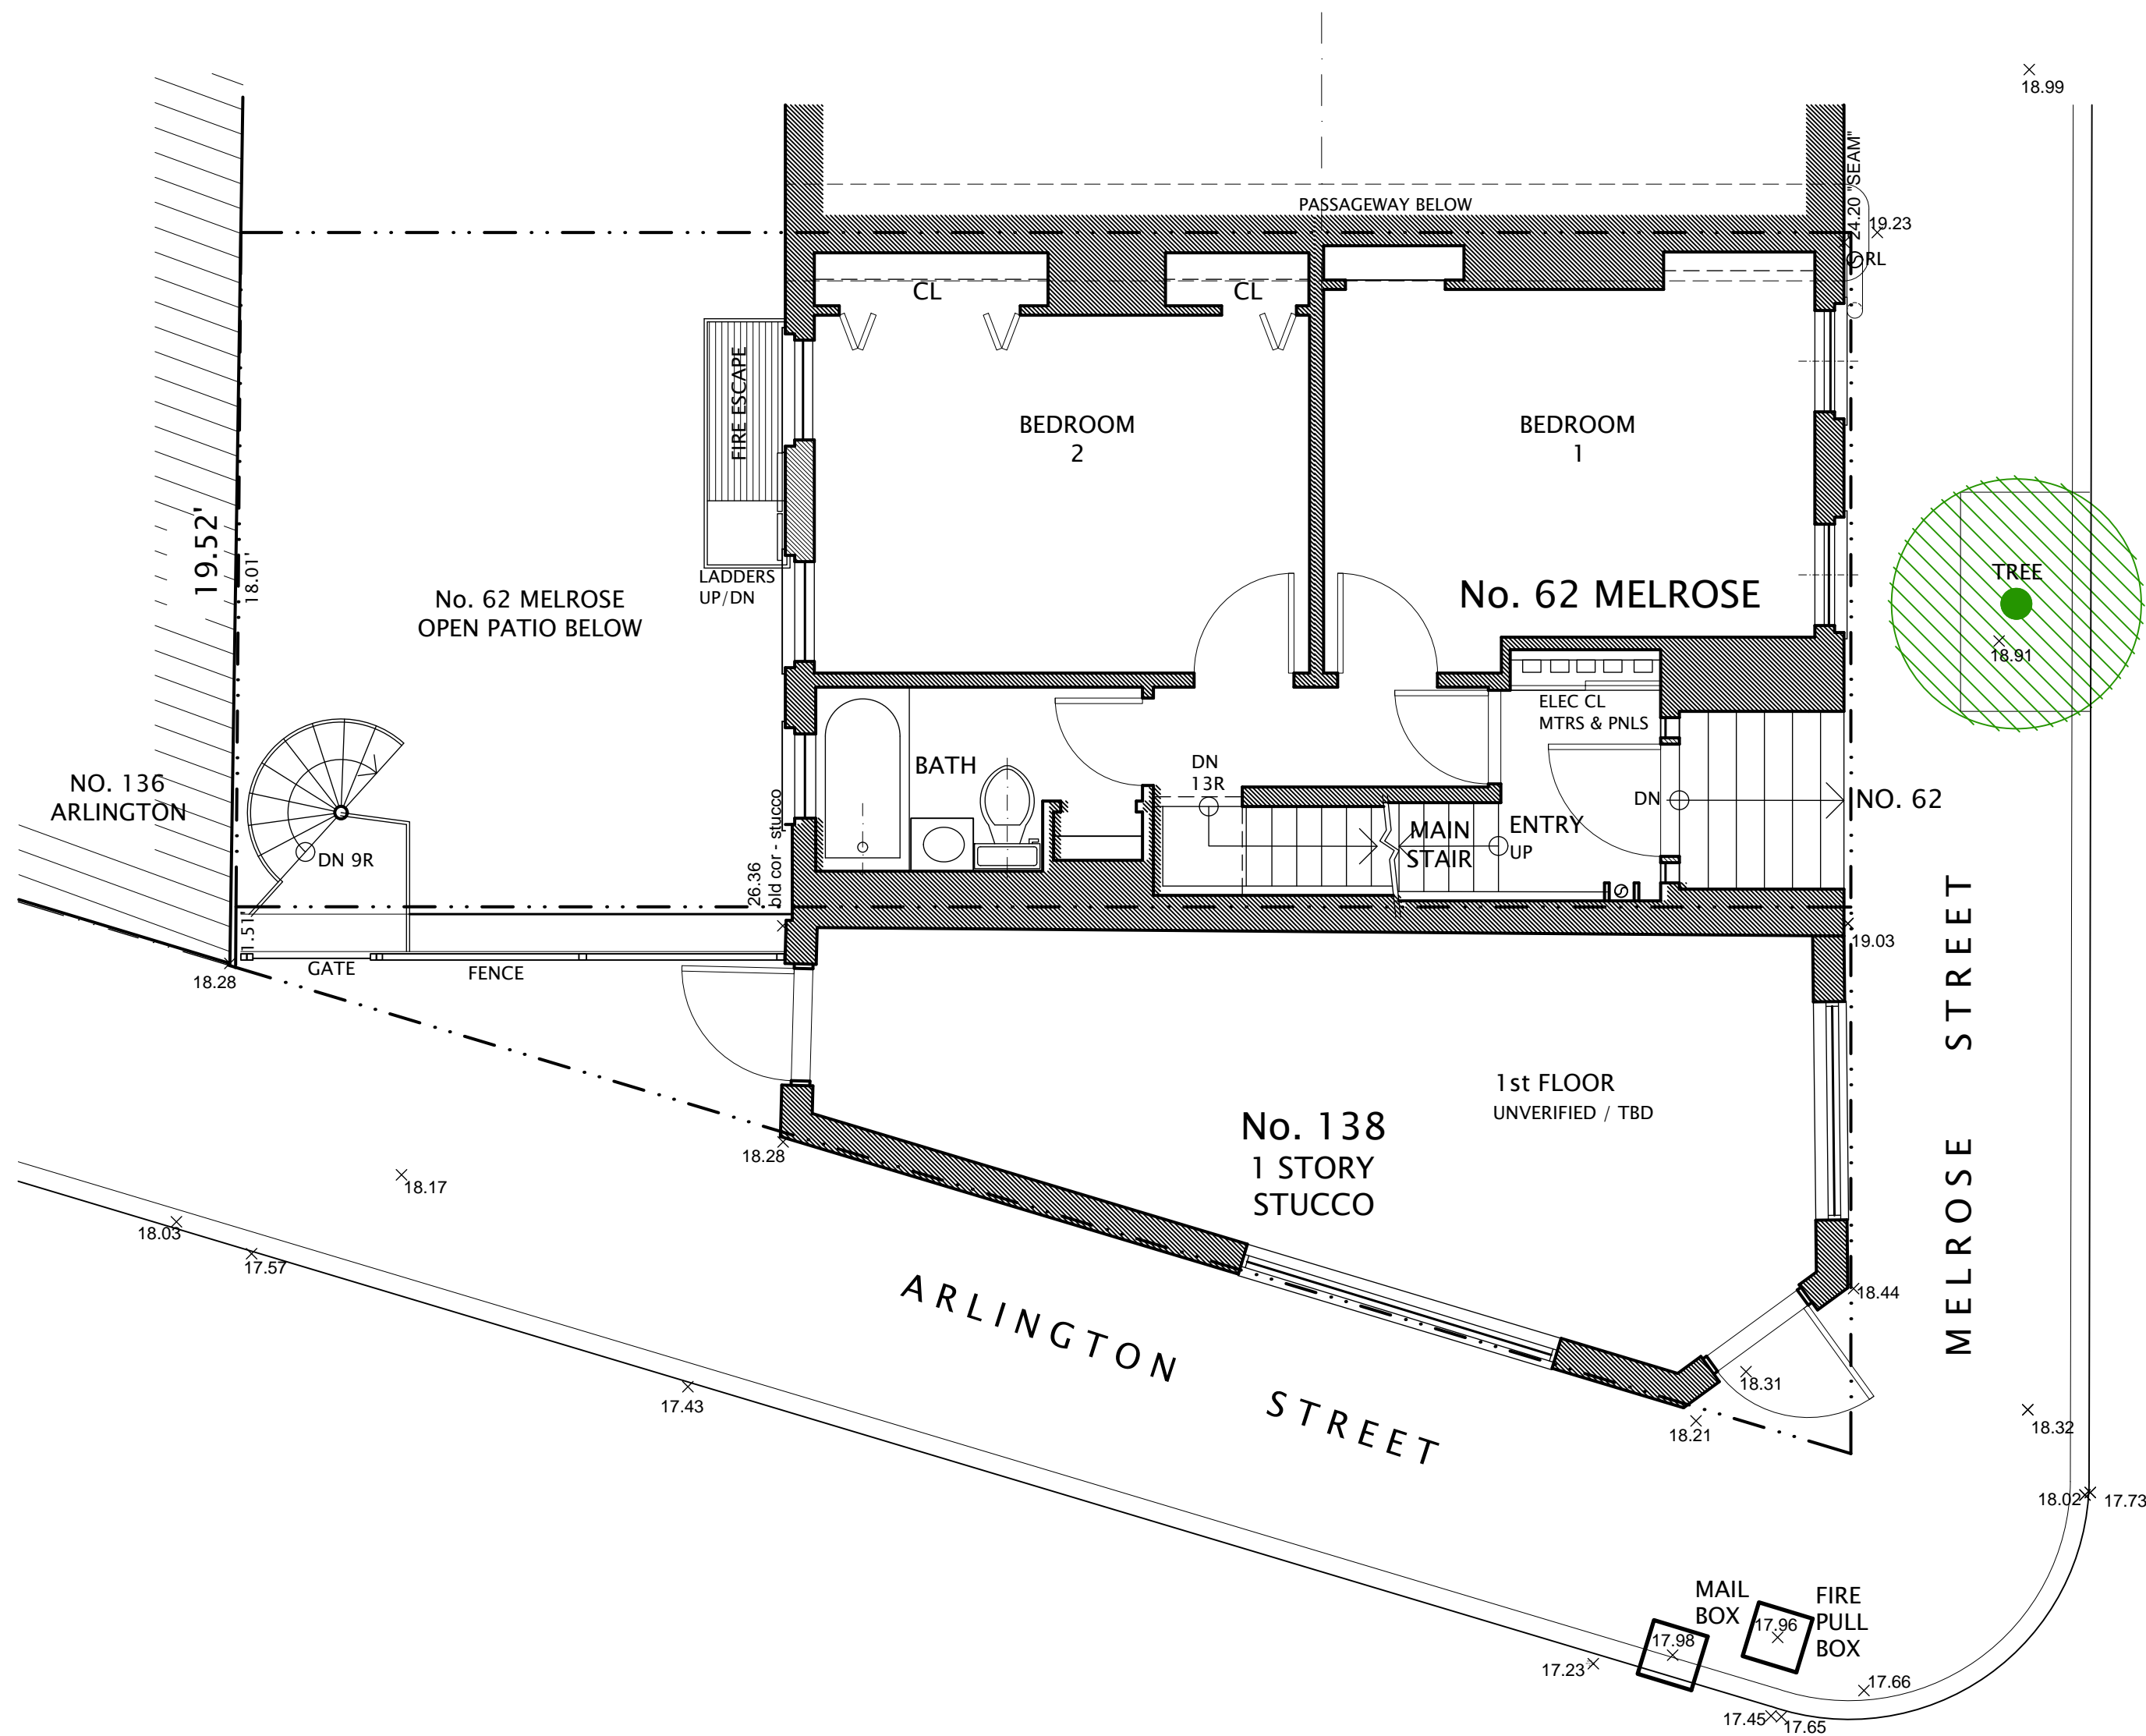 18.99
24.20 "SEAM"
PASSAGEWAY BELOW
19.23
RL
CL
CL
FIRE ESCAPE
BEDROOM
2
BEDROOM
1
19.52'
18.01'
LADDERS
UP/DN
No. 62 MELROSE
OPEN PATIO BELOW
No. 62 MELROSE
TREE
18.91
ELEC CL
MTRS & PNLS
NO. 136
ARLINGTON
BATH
DN
13R
DN
NO. 62
MAIN
STAIR
ENTRY
UP
DN 9R
26.36
bld cor - stucco
1.51'
19.03
GATE
FENCE
18.28
MELROSE STREET
1st FLOOR
UNVERIFIED / TBD
No. 138
1 STORY
STUCCO
18.28
18.17
18.03
17.57
18.44
ARLINGTON STREET
17.43
18.31
18.21
18.32
18.02
17.73
MAIL
BOX
FIRE
PULL
BOX
17.96
17.98
17.23
17.66
17.45
17.65